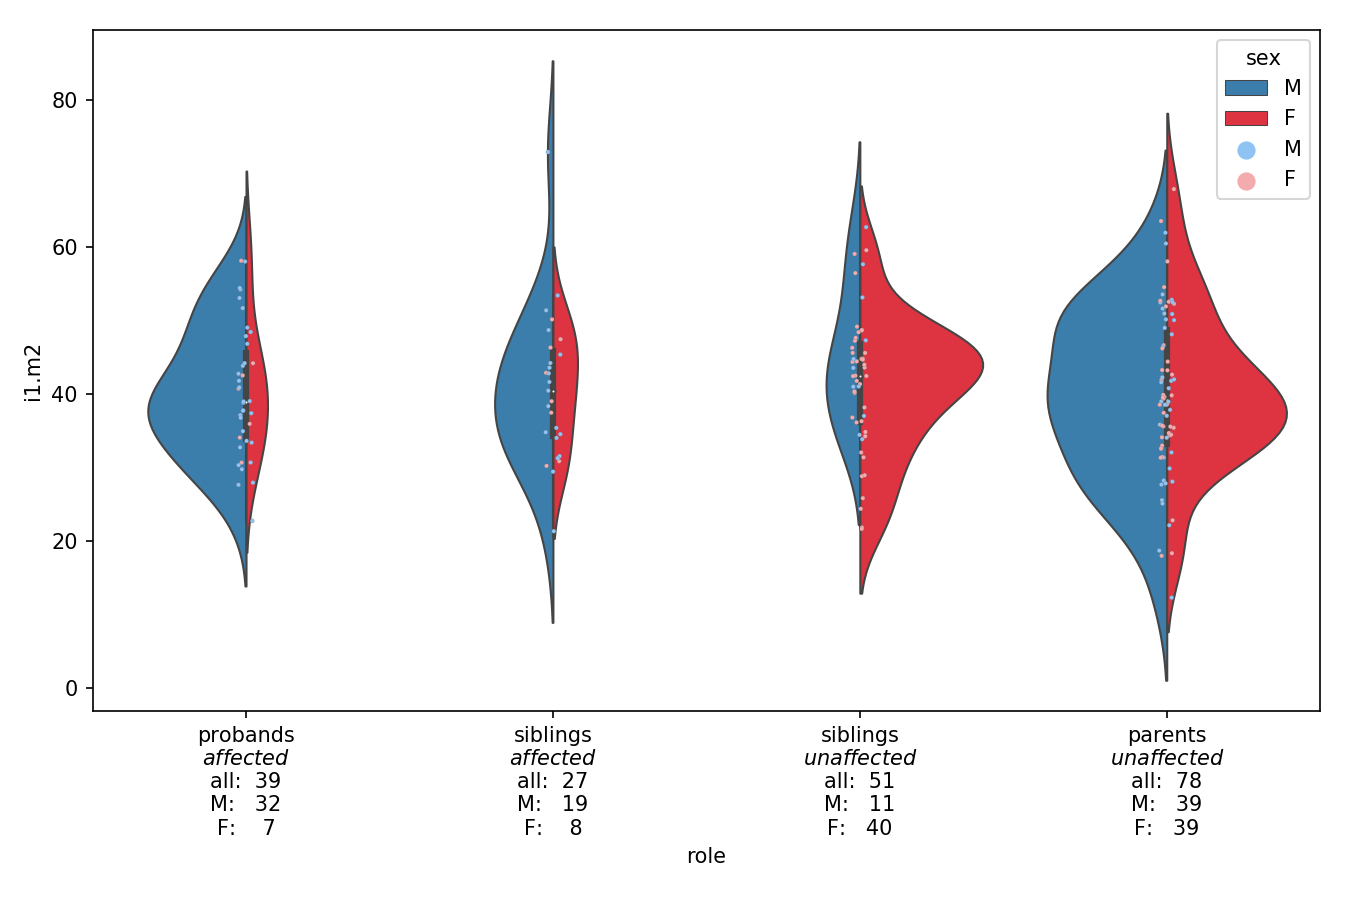 sex
M
F
M
F
80
60
40
20
0
i1.m2
probands siblings siblings parents
affected affected unaffected unaffected
all: 39 all: 27 all: 51 all: 78
M: 32 M: 19 M: 11 M: 39
F: 7 F: 8 F: 40 F: 39
role